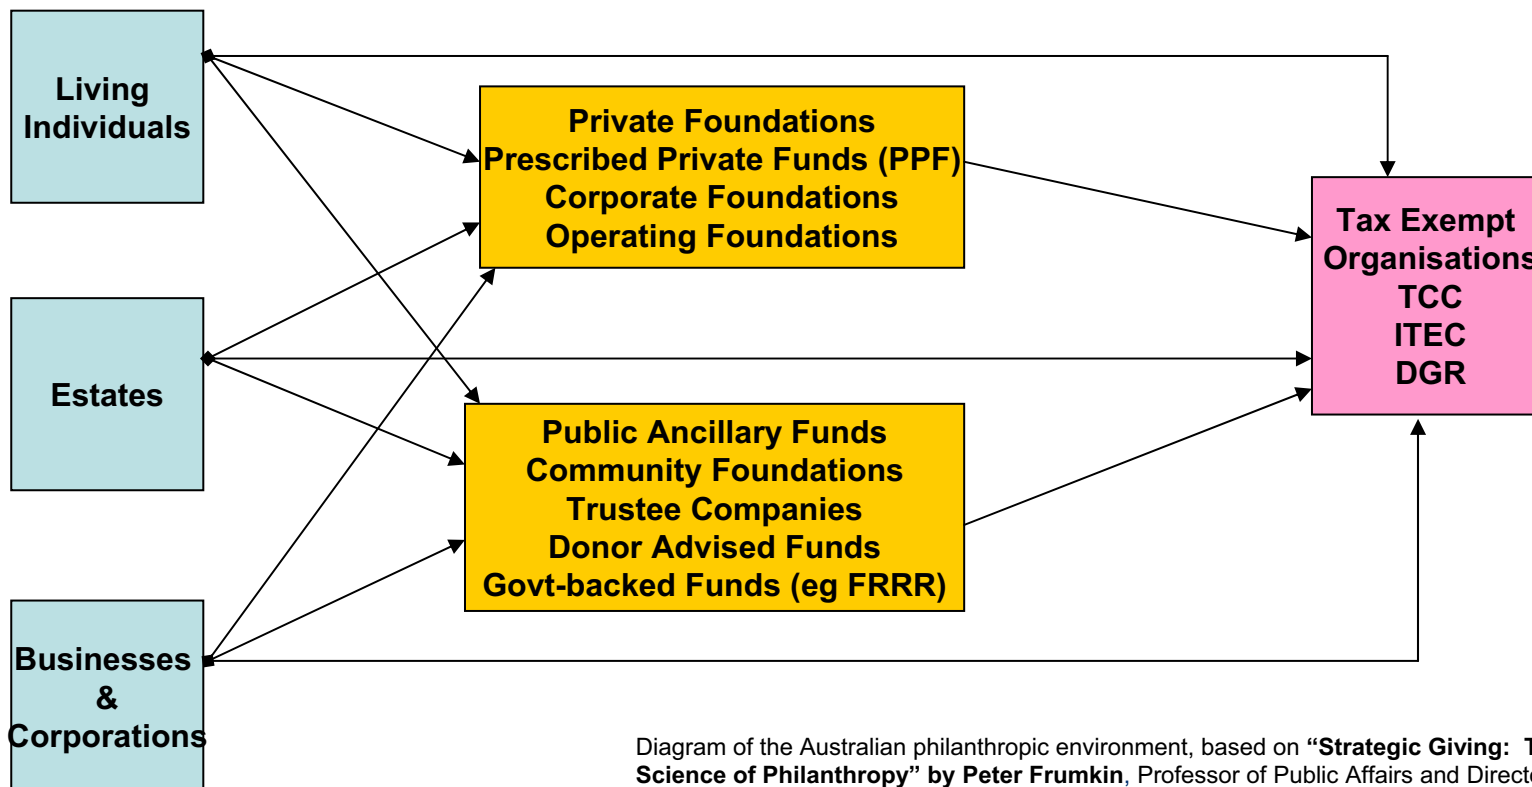 Living
Individuals
Private Foundations
Prescribed Private Funds (PPF)
Corporate Foundations
Operating Foundations
Tax Exempt
Organisations
TCC
ITEC
DGR
Estates
Public Ancillary Funds
Community Foundations
Trustee Companies
Donor Advised Funds
Govt-backed Funds (eg FRRR)
Businesses
&
Corporations
Diagram of the Australian philanthropic environment, based on “Strategic Giving:
Science of Philanthropy” by Peter Frumkin, Professor of Public Affairs and